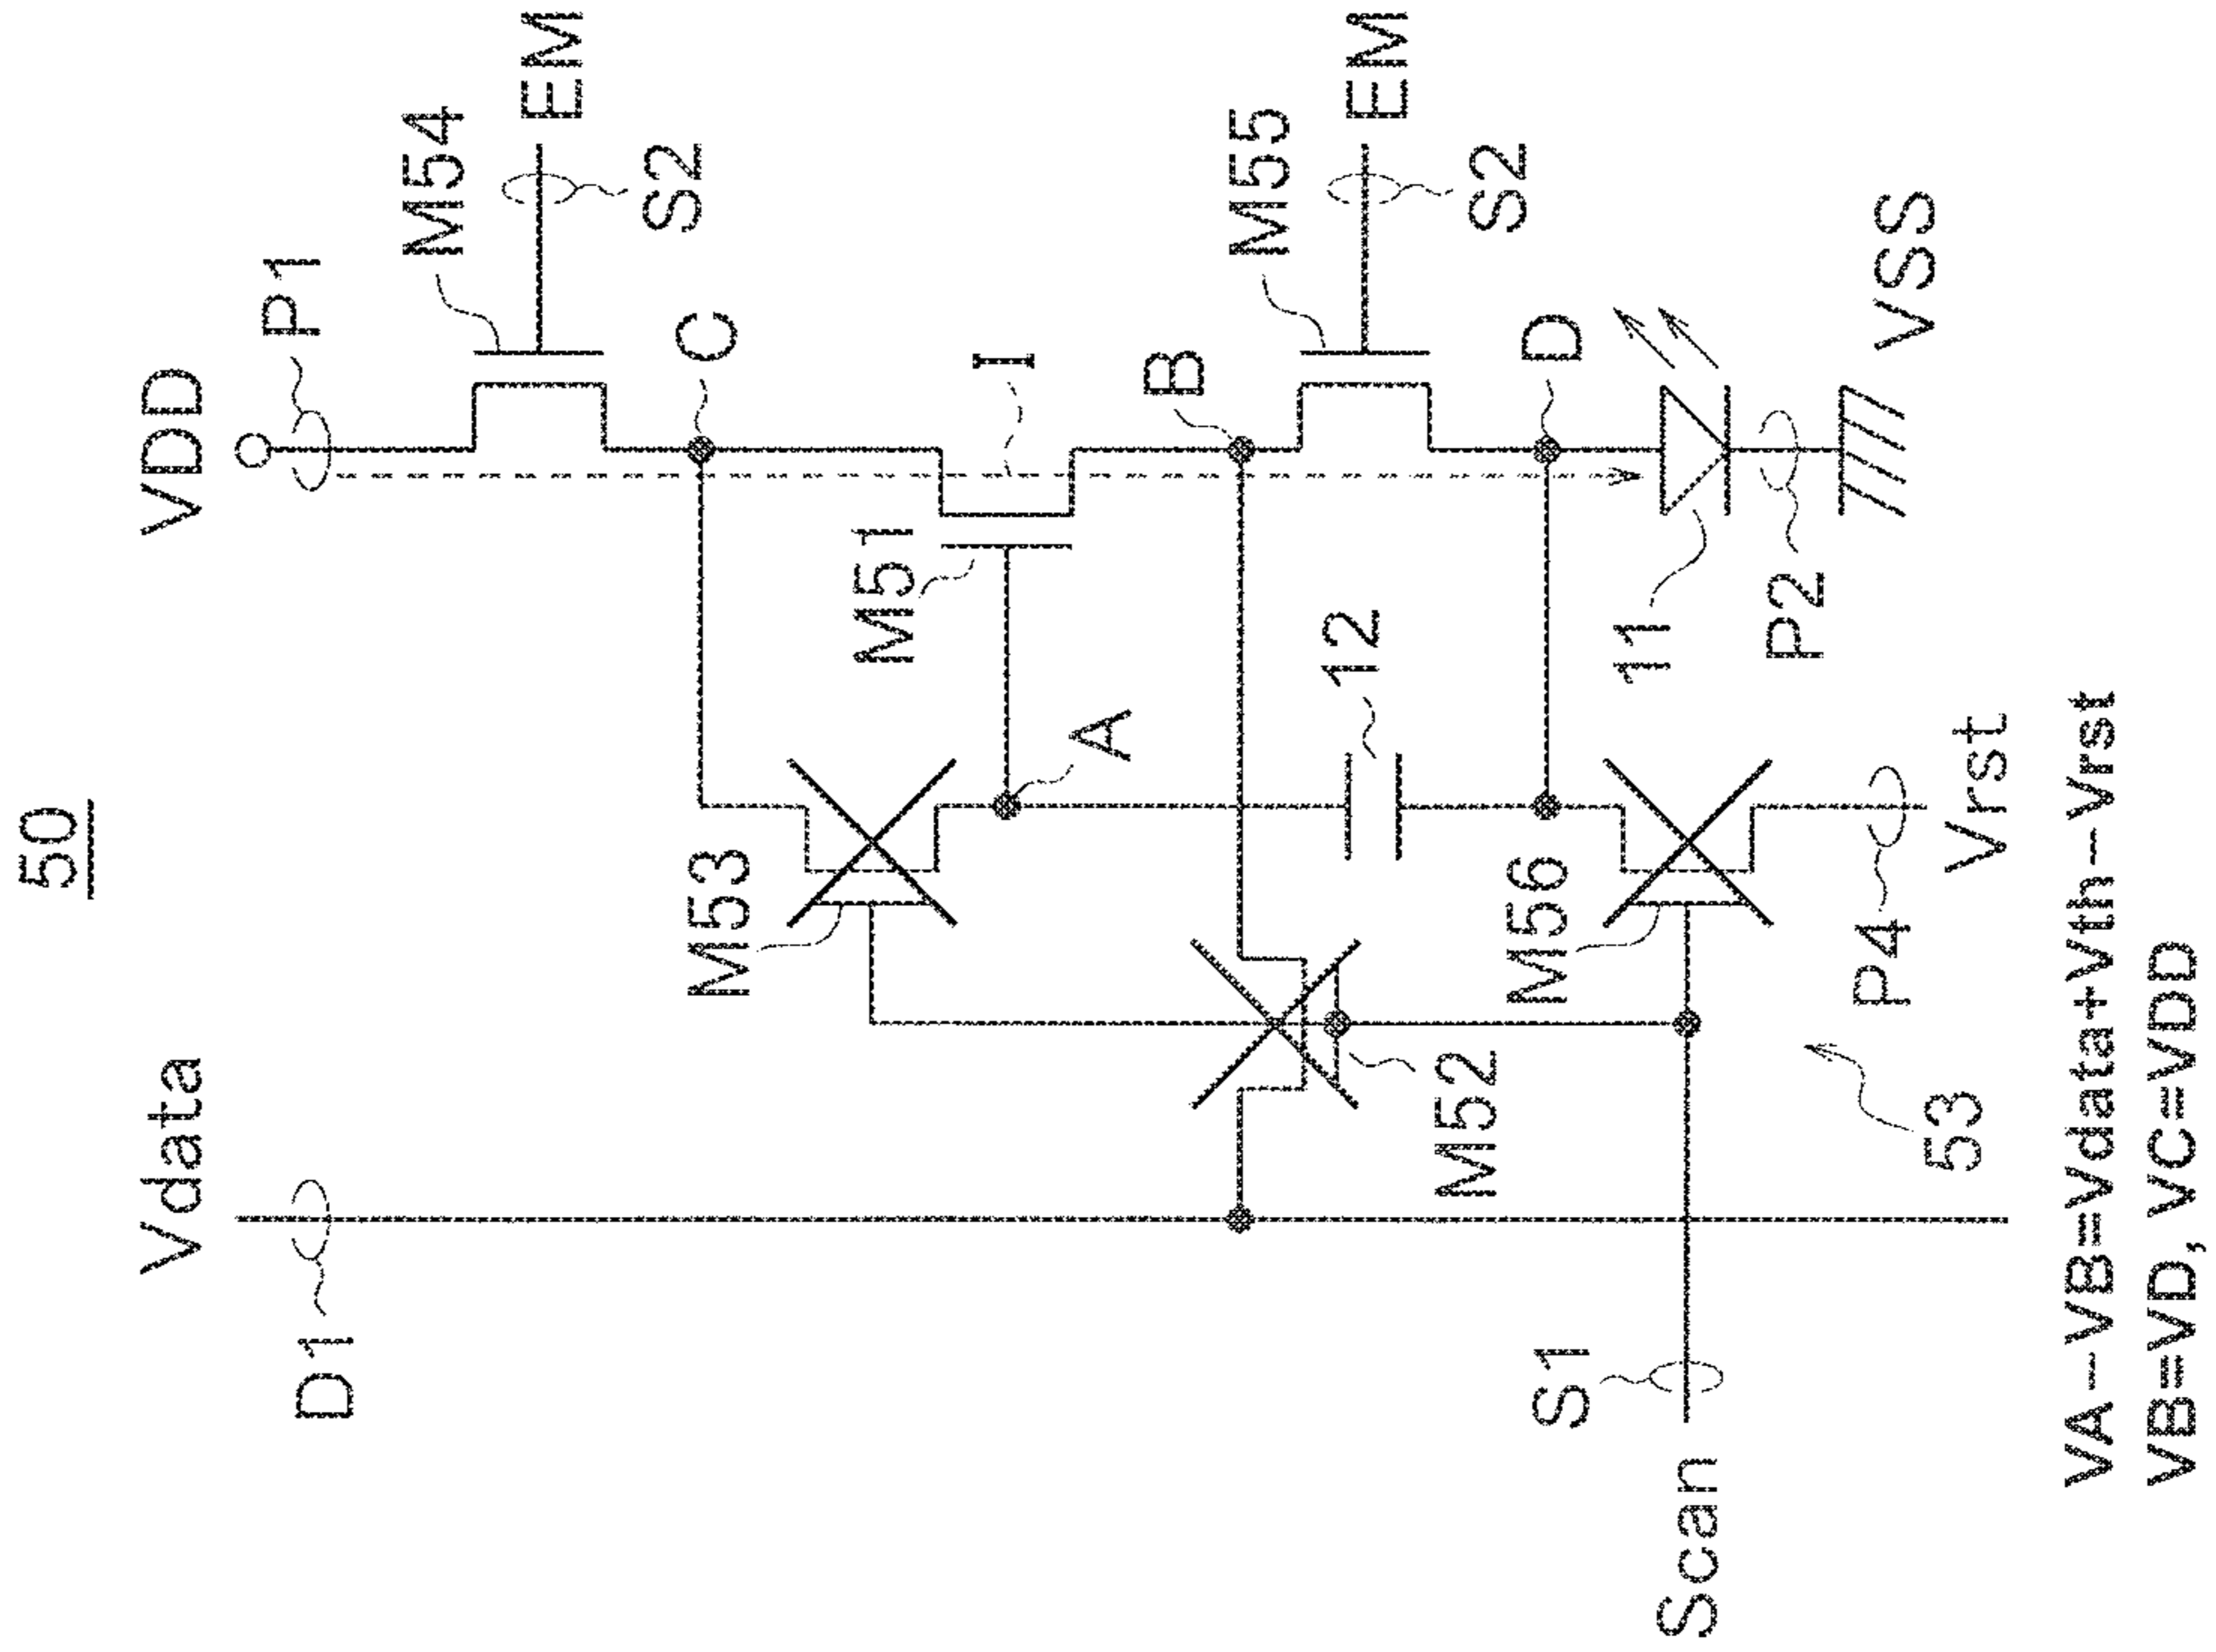 50
Vdata
VDD
D1
P1
M54
EM
S2
M53
C
M51
I
A
B
M55
12
EM
M52
S2
S1
M56
D
11
Scan
P2
P4
VSS
53
Vrst
VA−VB=Vdata+Vth−Vrst
VB=VD, VC=VDD